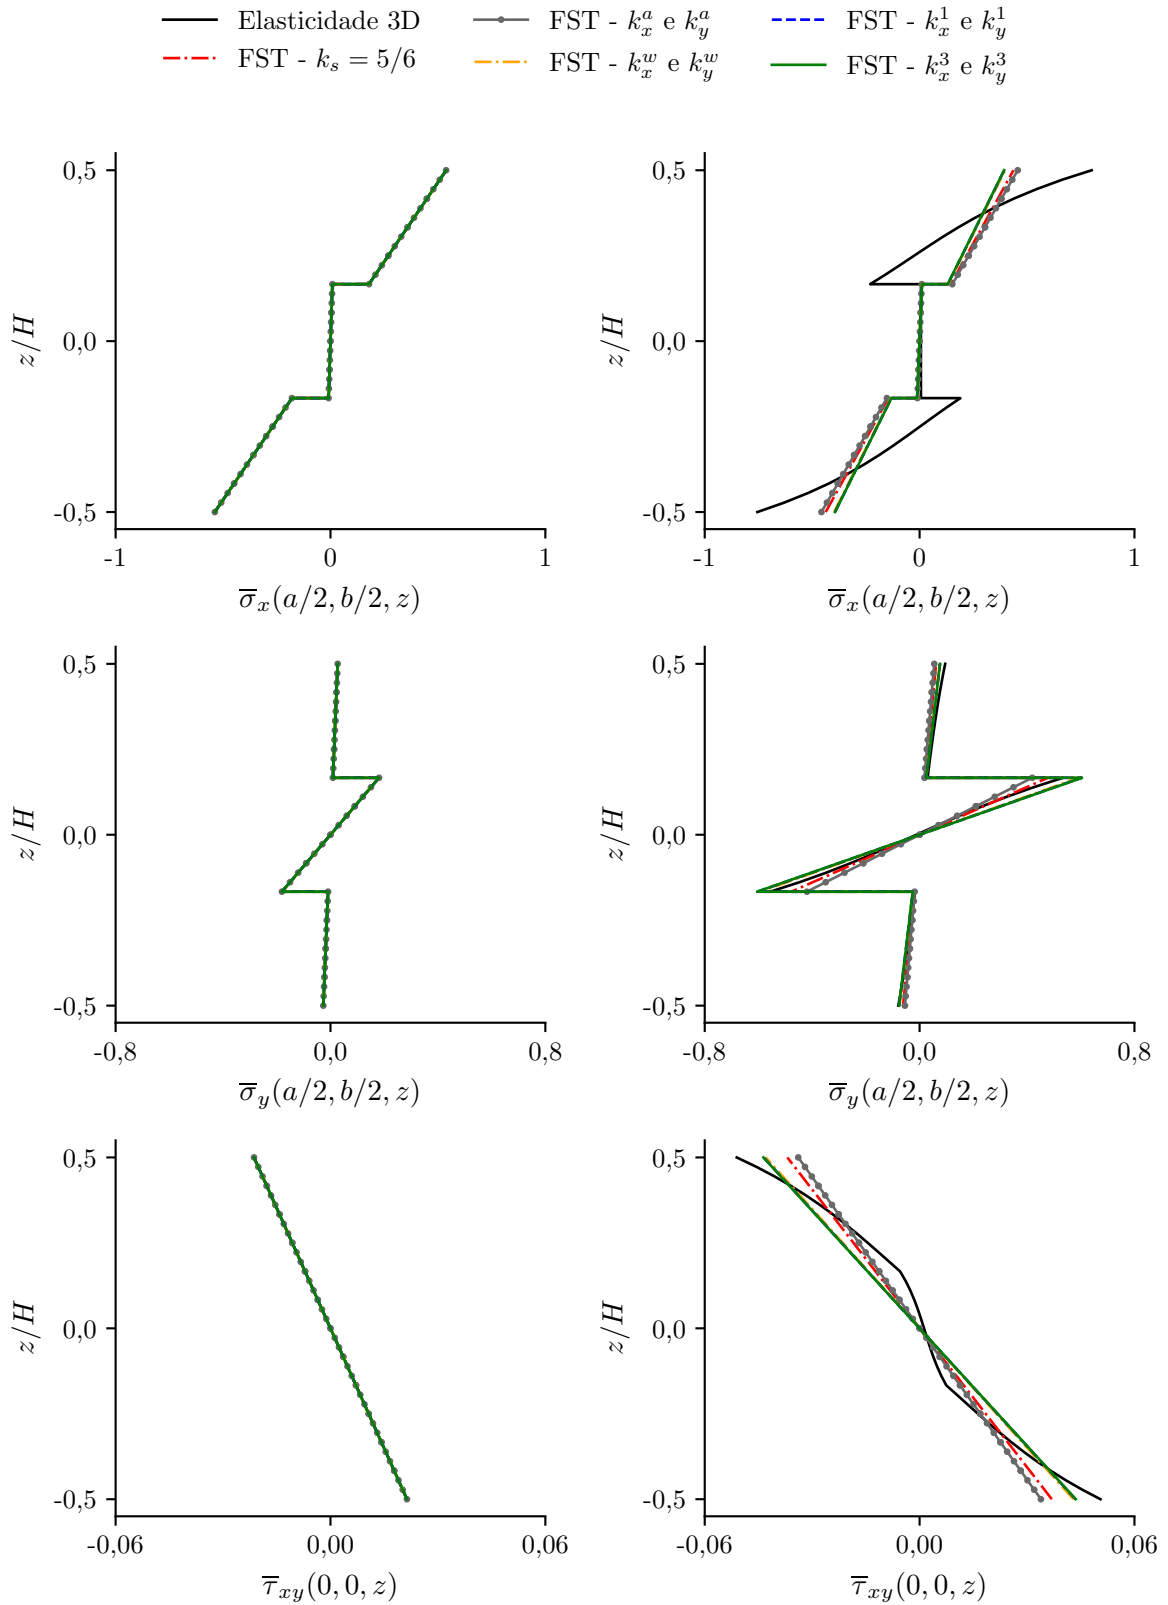 Elasticidade 3D
FST - k_s = 5/6
FST - k_x^a e k_y^a
FST - k_x^w e k_y^w
FST - k_x^1 e k_y^1
FST - k_x^3 e k_y^3
0,5
0,0
-0,5
z/H
-1 0 1
σ̅_x(a/2, b/2, z)
0,5
0,0
-0,5
z/H
-1 0 1
σ̅_x(a/2, b/2, z)
0,5
0,0
-0,5
z/H
-0,8 0,0 0,8
σ̅_y(a/2, b/2, z)
0,5
0,0
-0,5
z/H
-0,8 0,0 0,8
σ̅_y(a/2, b/2, z)
0,5
0,0
-0,5
z/H
-0,06 0,00 0,06
τ̅_xy(0, 0, z)
0,5
0,0
-0,5
z/H
-0,06 0,00 0,06
τ̅_xy(0, 0, z)